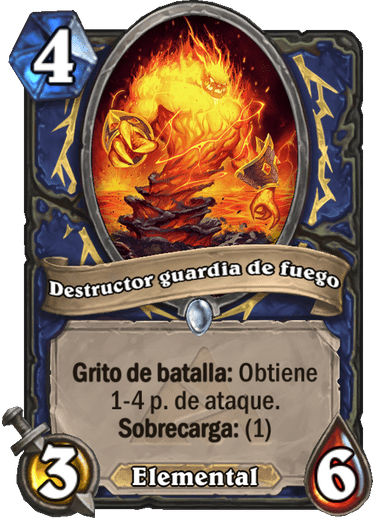 4
Destructor guardia de fuego
Grito de batalla: Obtiene
1-4 p. de ataque.
Sobrecarga: (1)
3
Elemental
6